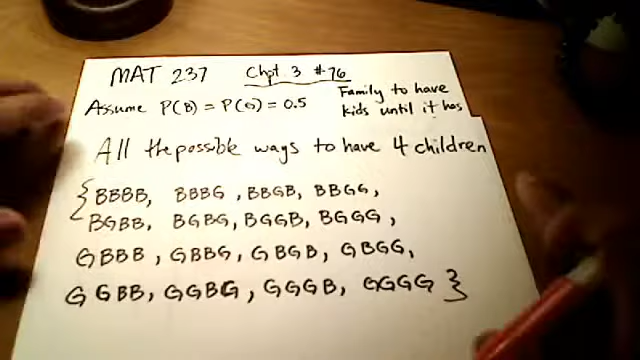 MAT 237 Chpt 3 #76
Assume P(B) = P(G) = 0.5
Family to have
kids until it has
All the possible ways to have 4 children
{BBBB, BBBG, BBGB, BBGG,
BGBB, BGBG, BGGB, BGGG,
GBBB, GBBG, GBGB, GBGG,
GGBB, GGBG, GGGB, GGGG}